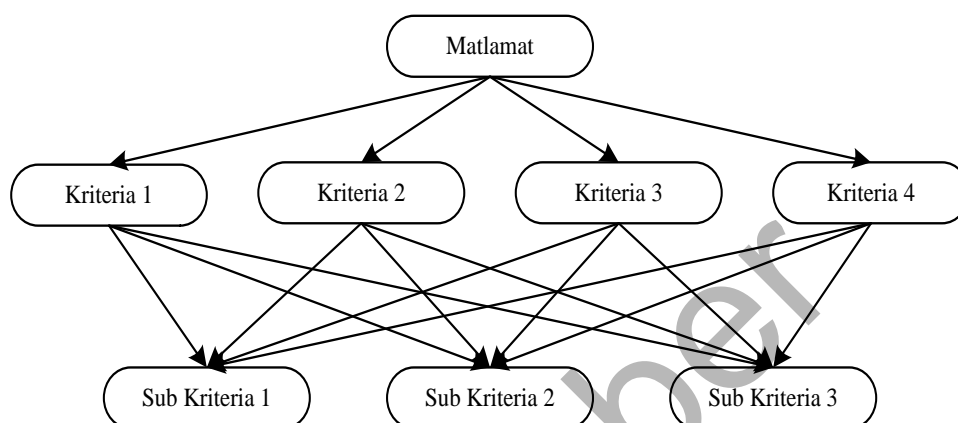 Matlamat
Kriteria 1
Kriteria 2
Kriteria 3
Kriteria 4
Sub Kriteria 1
Sub Kriteria 2
Sub Kriteria 3